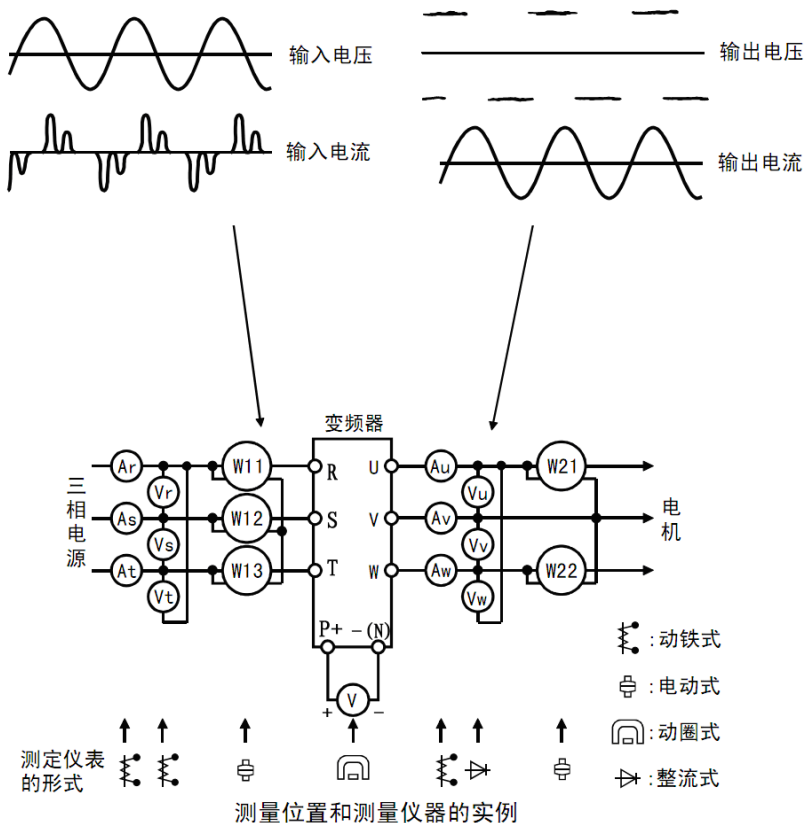 输入电压
输出电压
输入电流
输出电流
变频器
三相电源
Ar
W11
R
U
Au
W21
Vr
Vu
As
W12
S
V
Av
电机
Vs
Vv
At
W13
T
W
Aw
W22
Vt
Vw
P+
-(N)
+
V
-
:动铁式
:电动式
:动圈式
:整流式
测定仪表
的形式
测量位置和测量仪器的实例